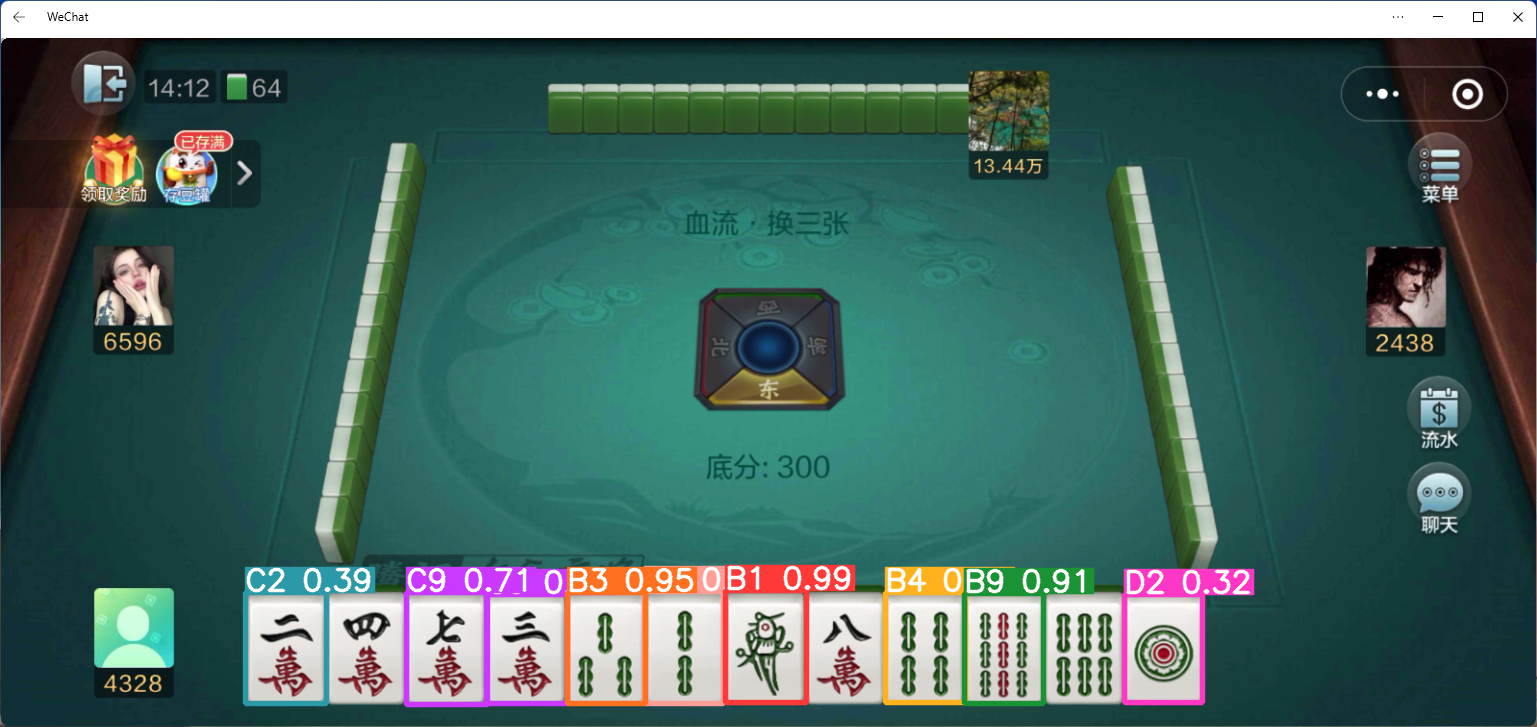 WeChat
14:12
64
已存满
领取奖励
存豆罐
13.44万
菜单
血流 · 换三张
6596
2438
北
东
流水
底分: 300
聊天
C2 0.39
C9 0.71
0
B3 0.95
0
B1 0.99
B4 0
B9 0.91
D2 0.32
二萬
四萬
七萬
三萬
八萬
4328